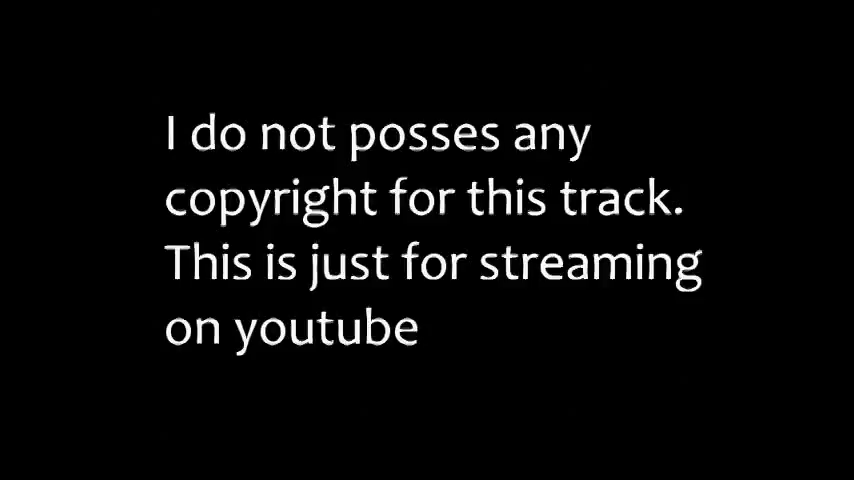 I do not posses any
copyright for this track.
This is just for streaming
on youtube